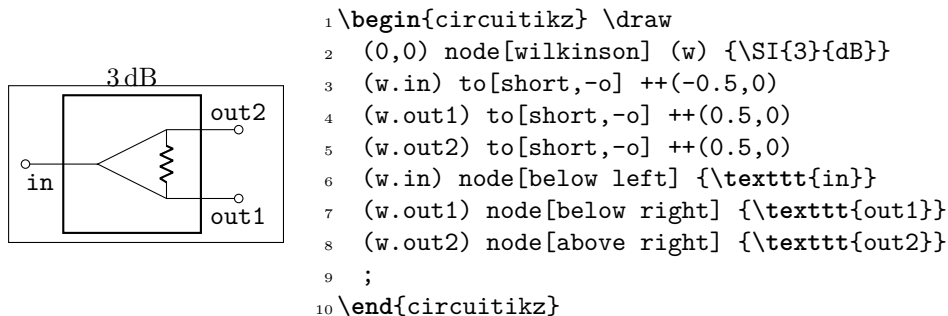 3 dB
out2
in
out1
1 \begin{circuitikz} \draw
2 (0,0) node[wilkinson] (w) {\SI{3}{dB}}
3 (w.in) to[short,-o] ++(-0.5,0)
4 (w.out1) to[short,-o] ++(0.5,0)
5 (w.out2) to[short,-o] ++(0.5,0)
6 (w.in) node[below left] {\texttt{in}}
7 (w.out1) node[below right] {\texttt{out1}}
8 (w.out2) node[above right] {\texttt{out2}}
9 ;
10 \end{circuitikz}